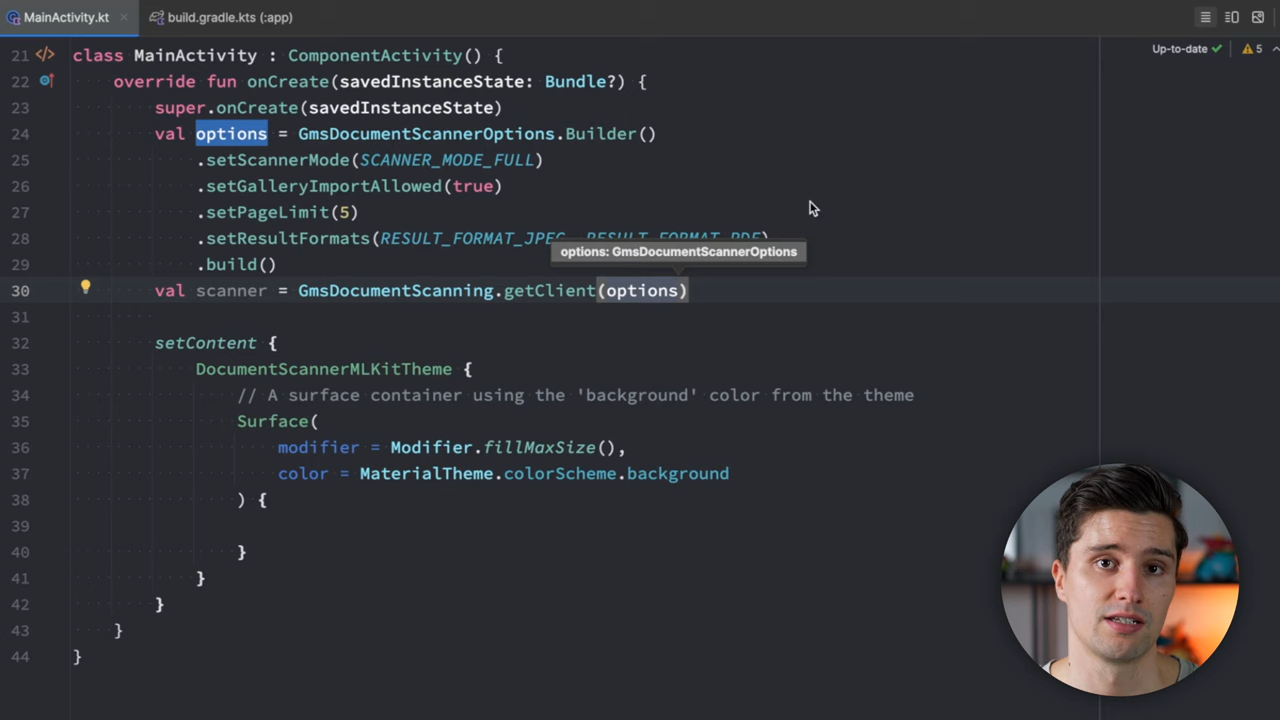 MainActivity.kt
build.gradle.kts (:app)
Up-to-date
5
21 class MainActivity : ComponentActivity() {
22 override fun onCreate(savedInstanceState: Bundle?) {
23 super.onCreate(savedInstanceState)
24 val options = GmsDocumentScannerOptions.Builder()
25 .setScannerMode(SCANNER_MODE_FULL)
26 .setGalleryImportAllowed(true)
27 .setPageLimit(5)
28 .setResultFormats(RESULT_FORMAT_JPEG, RESULT_FORMAT_PDF)
options: GmsDocumentScannerOptions
29 .build()
30 val scanner = GmsDocumentScanning.getClient(options)
31
32 setContent {
33 DocumentScannerMLKitTheme {
34 // A surface container using the 'background' color from the theme
35 Surface(
36 modifier = Modifier.fillMaxSize(),
37 color = MaterialTheme.colorScheme.background
38 ) {
39
40 }
41 }
42 }
43 }
44 }